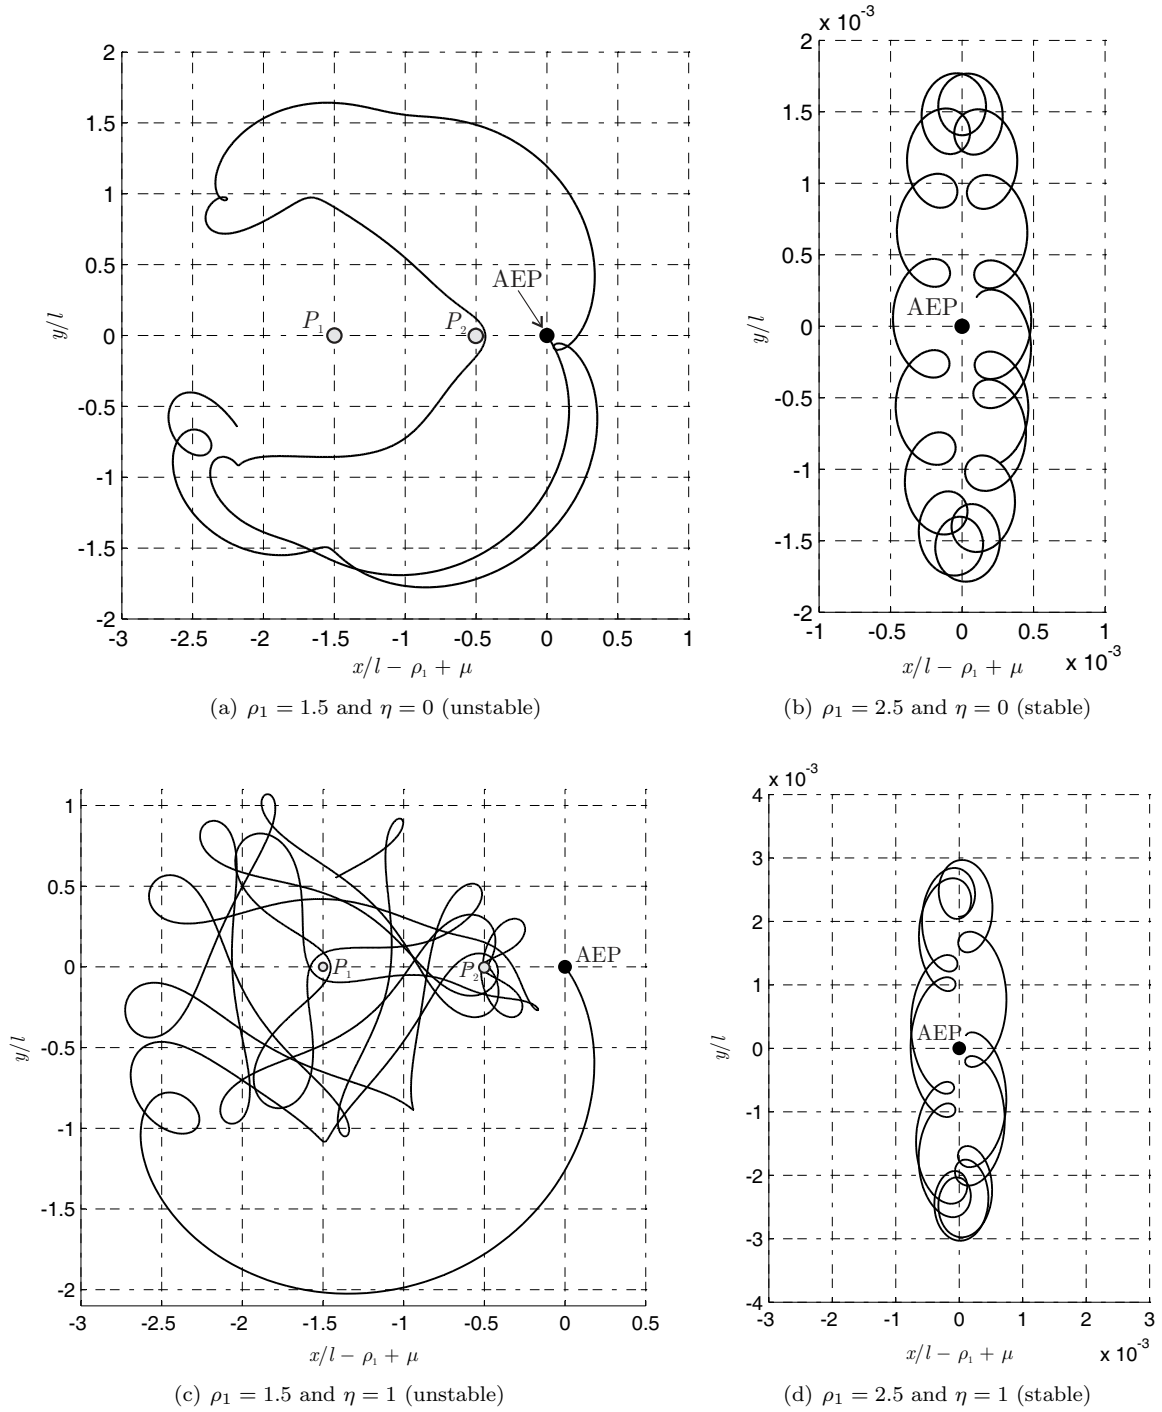 2
1.5
1
0.5
0
-0.5
-1
-1.5
-2
-3 -2.5 -2 -1.5 -1 -0.5 0 0.5 1
y/l
x/l − ρ₁ + μ
P₁
P₂
AEP
(a) ρ₁ = 1.5 and η = 0 (unstable)
x 10⁻³
2
1.5
1
0.5
0
-0.5
-1
-1.5
-2
-1 -0.5 0 0.5 1
x 10⁻³
y/l
x/l − ρ₁ + μ
AEP
(b) ρ₁ = 2.5 and η = 0 (stable)
1
0.5
0
-0.5
-1
-1.5
-2
-3 -2.5 -2 -1.5 -1 -0.5 0 0.5
y/l
x/l − ρ₁ + μ
P₁
P₂
AEP
(c) ρ₁ = 1.5 and η = 1 (unstable)
x 10⁻³
4
3
2
1
0
-1
-2
-3
-4
-3 -2 -1 0 1 2 3
x 10⁻³
y/l
x/l − ρ₁ + μ
AEP
(d) ρ₁ = 2.5 and η = 1 (stable)